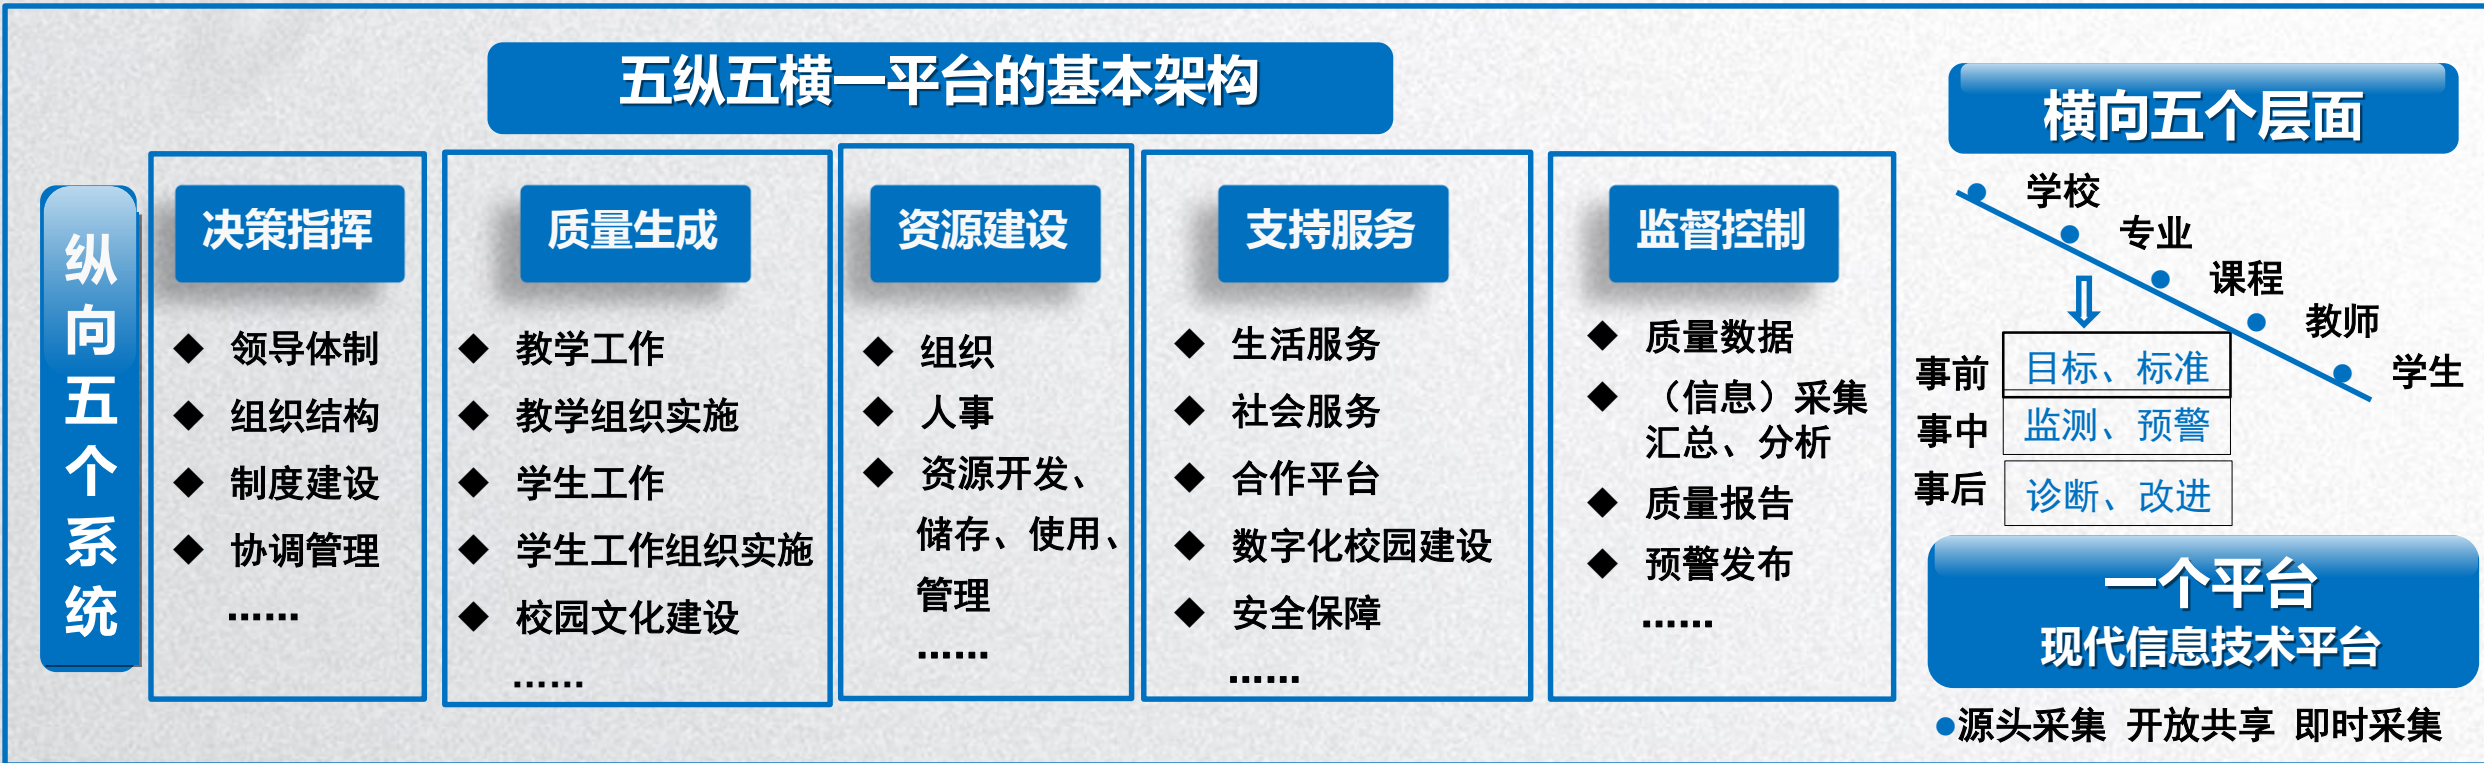 五纵五横一平台的基本架构
纵向五个系统
决策指挥
◆ 领导体制
◆ 组织结构
◆ 制度建设
◆ 协调管理
……
质量生成
◆ 教学工作
◆ 教学组织实施
◆ 学生工作
◆ 学生工作组织实施
◆ 校园文化建设
……
资源建设
◆ 组织
◆ 人事
◆ 资源开发、
储存、使用、
管理
……
支持服务
◆ 生活服务
◆ 社会服务
◆ 合作平台
◆ 数字化校园建设
◆ 安全保障
……
监督控制
◆ 质量数据
◆ （信息）采集
汇总、分析
◆ 质量报告
◆ 预警发布
……
横向五个层面
学校
专业
课程
教师
学生
事前 目标、标准
事中 监测、预警
事后 诊断、改进
一个平台
现代信息技术平台
●源头采集 开放共享 即时采集